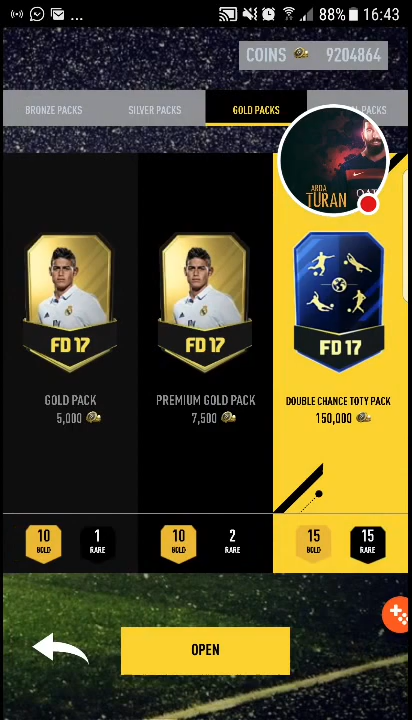 ... 88% 16:43
COINS 9204864
BRONZE PACKS SILVER PACKS GOLD PACKS PACKS
ARDA
TURAN
FD 17 FD 17 FD 17
GOLD PACK PREMIUM GOLD PACK DOUBLE CHANCE TOTY PACK
5,000 7,500 150,000
10 1 10 2 15 15
GOLD RARE GOLD RARE GOLD RARE
OPEN